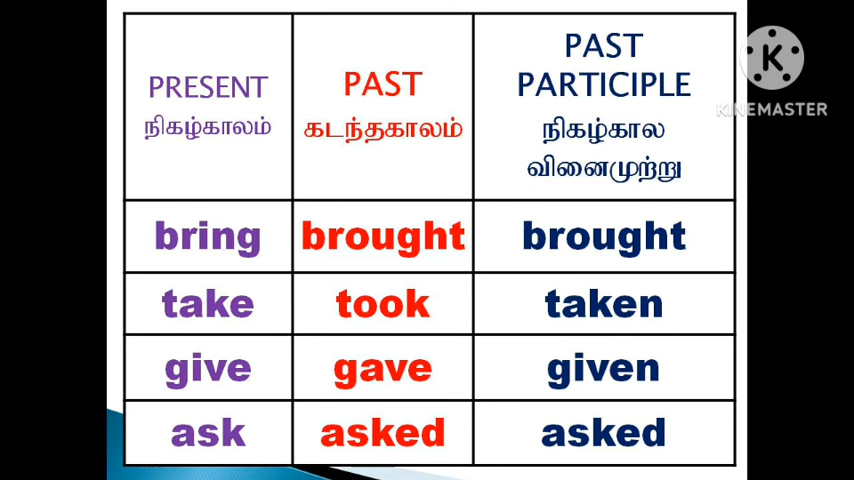 PRESENT
நிகழ்காலம்
PAST
கடந்தகாலம்
PAST
PARTICIPLE
நிகழ்கால
வினைமுற்று
K
KINEMASTER
bring brought brought
take took taken
give gave given
ask asked asked